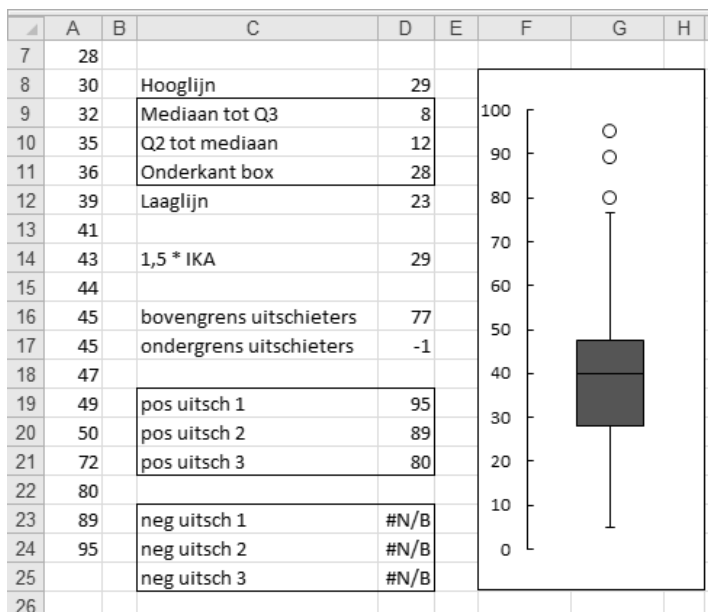 A B C D E F G H
7 28
8 30 Hooglijn 29
9 32 Mediaan tot Q3 8
10 35 Q2 tot mediaan 12
11 36 Onderkant box 28
12 39 Laaglijn 23
13 41
14 43 1,5 * IKA 29
15 44
16 45 bovengrens uitschieters 77
17 45 ondergrens uitschieters -1
18 47
19 49 pos uitsch 1 95
20 50 pos uitsch 2 89
21 72 pos uitsch 3 80
22 80
23 89 neg uitsch 1 #N/B
24 95 neg uitsch 2 #N/B
25 neg uitsch 3 #N/B
26
100
90
80
70
60
50
40
30
20
10
0